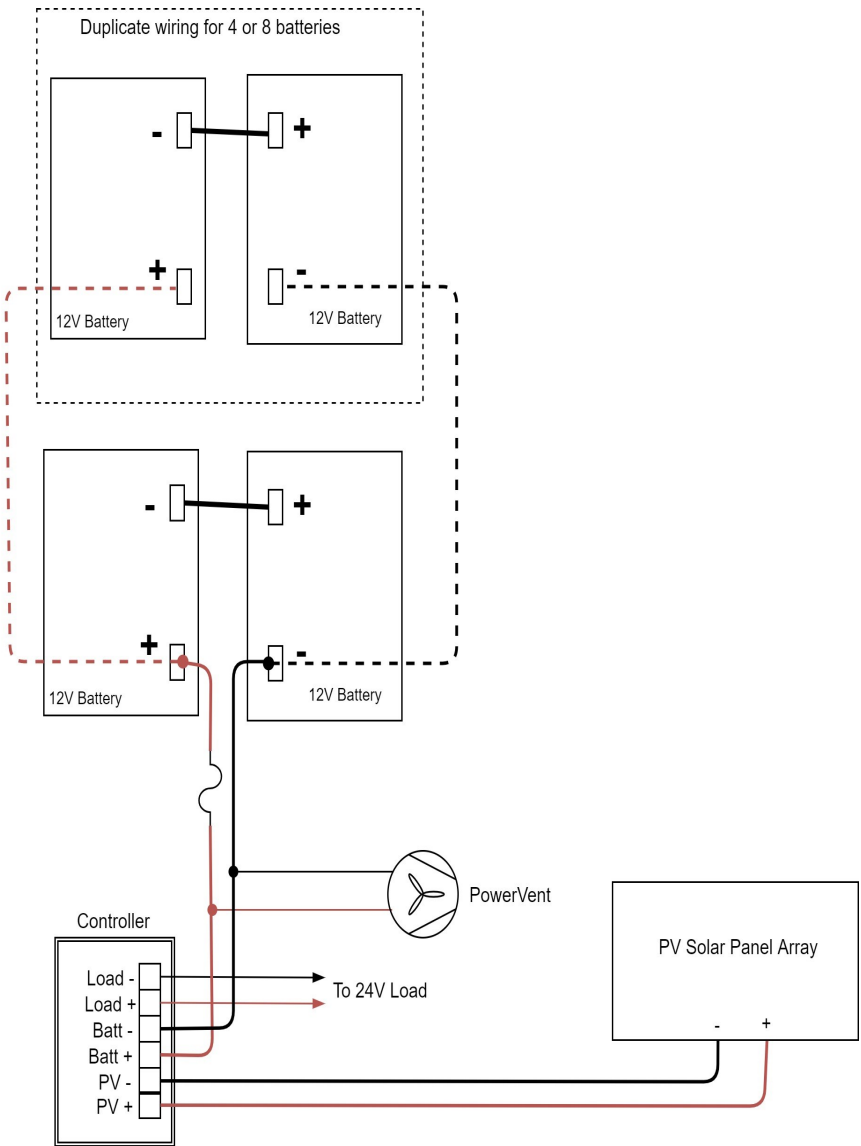 Duplicate wiring for 4 or 8 batteries
- +
+ -
12V Battery 12V Battery
- +
+ -
12V Battery 12V Battery
PowerVent
Controller
PV Solar Panel Array
Load -
To 24V Load
Load +
Batt -
- +
Batt +
PV -
PV +